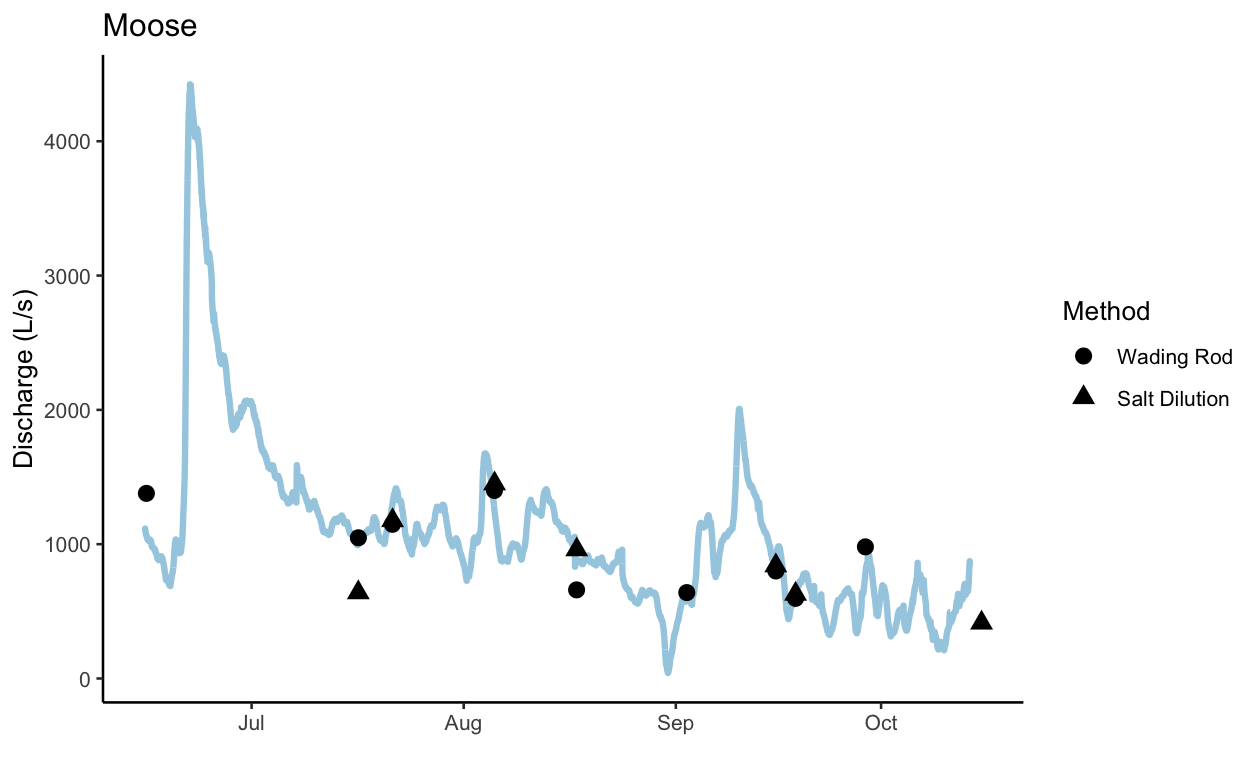 Moose
Discharge (L/s)
4000
3000
2000
1000
0
Jul
Aug
Sep
Oct
Method
Wading Rod
Salt Dilution